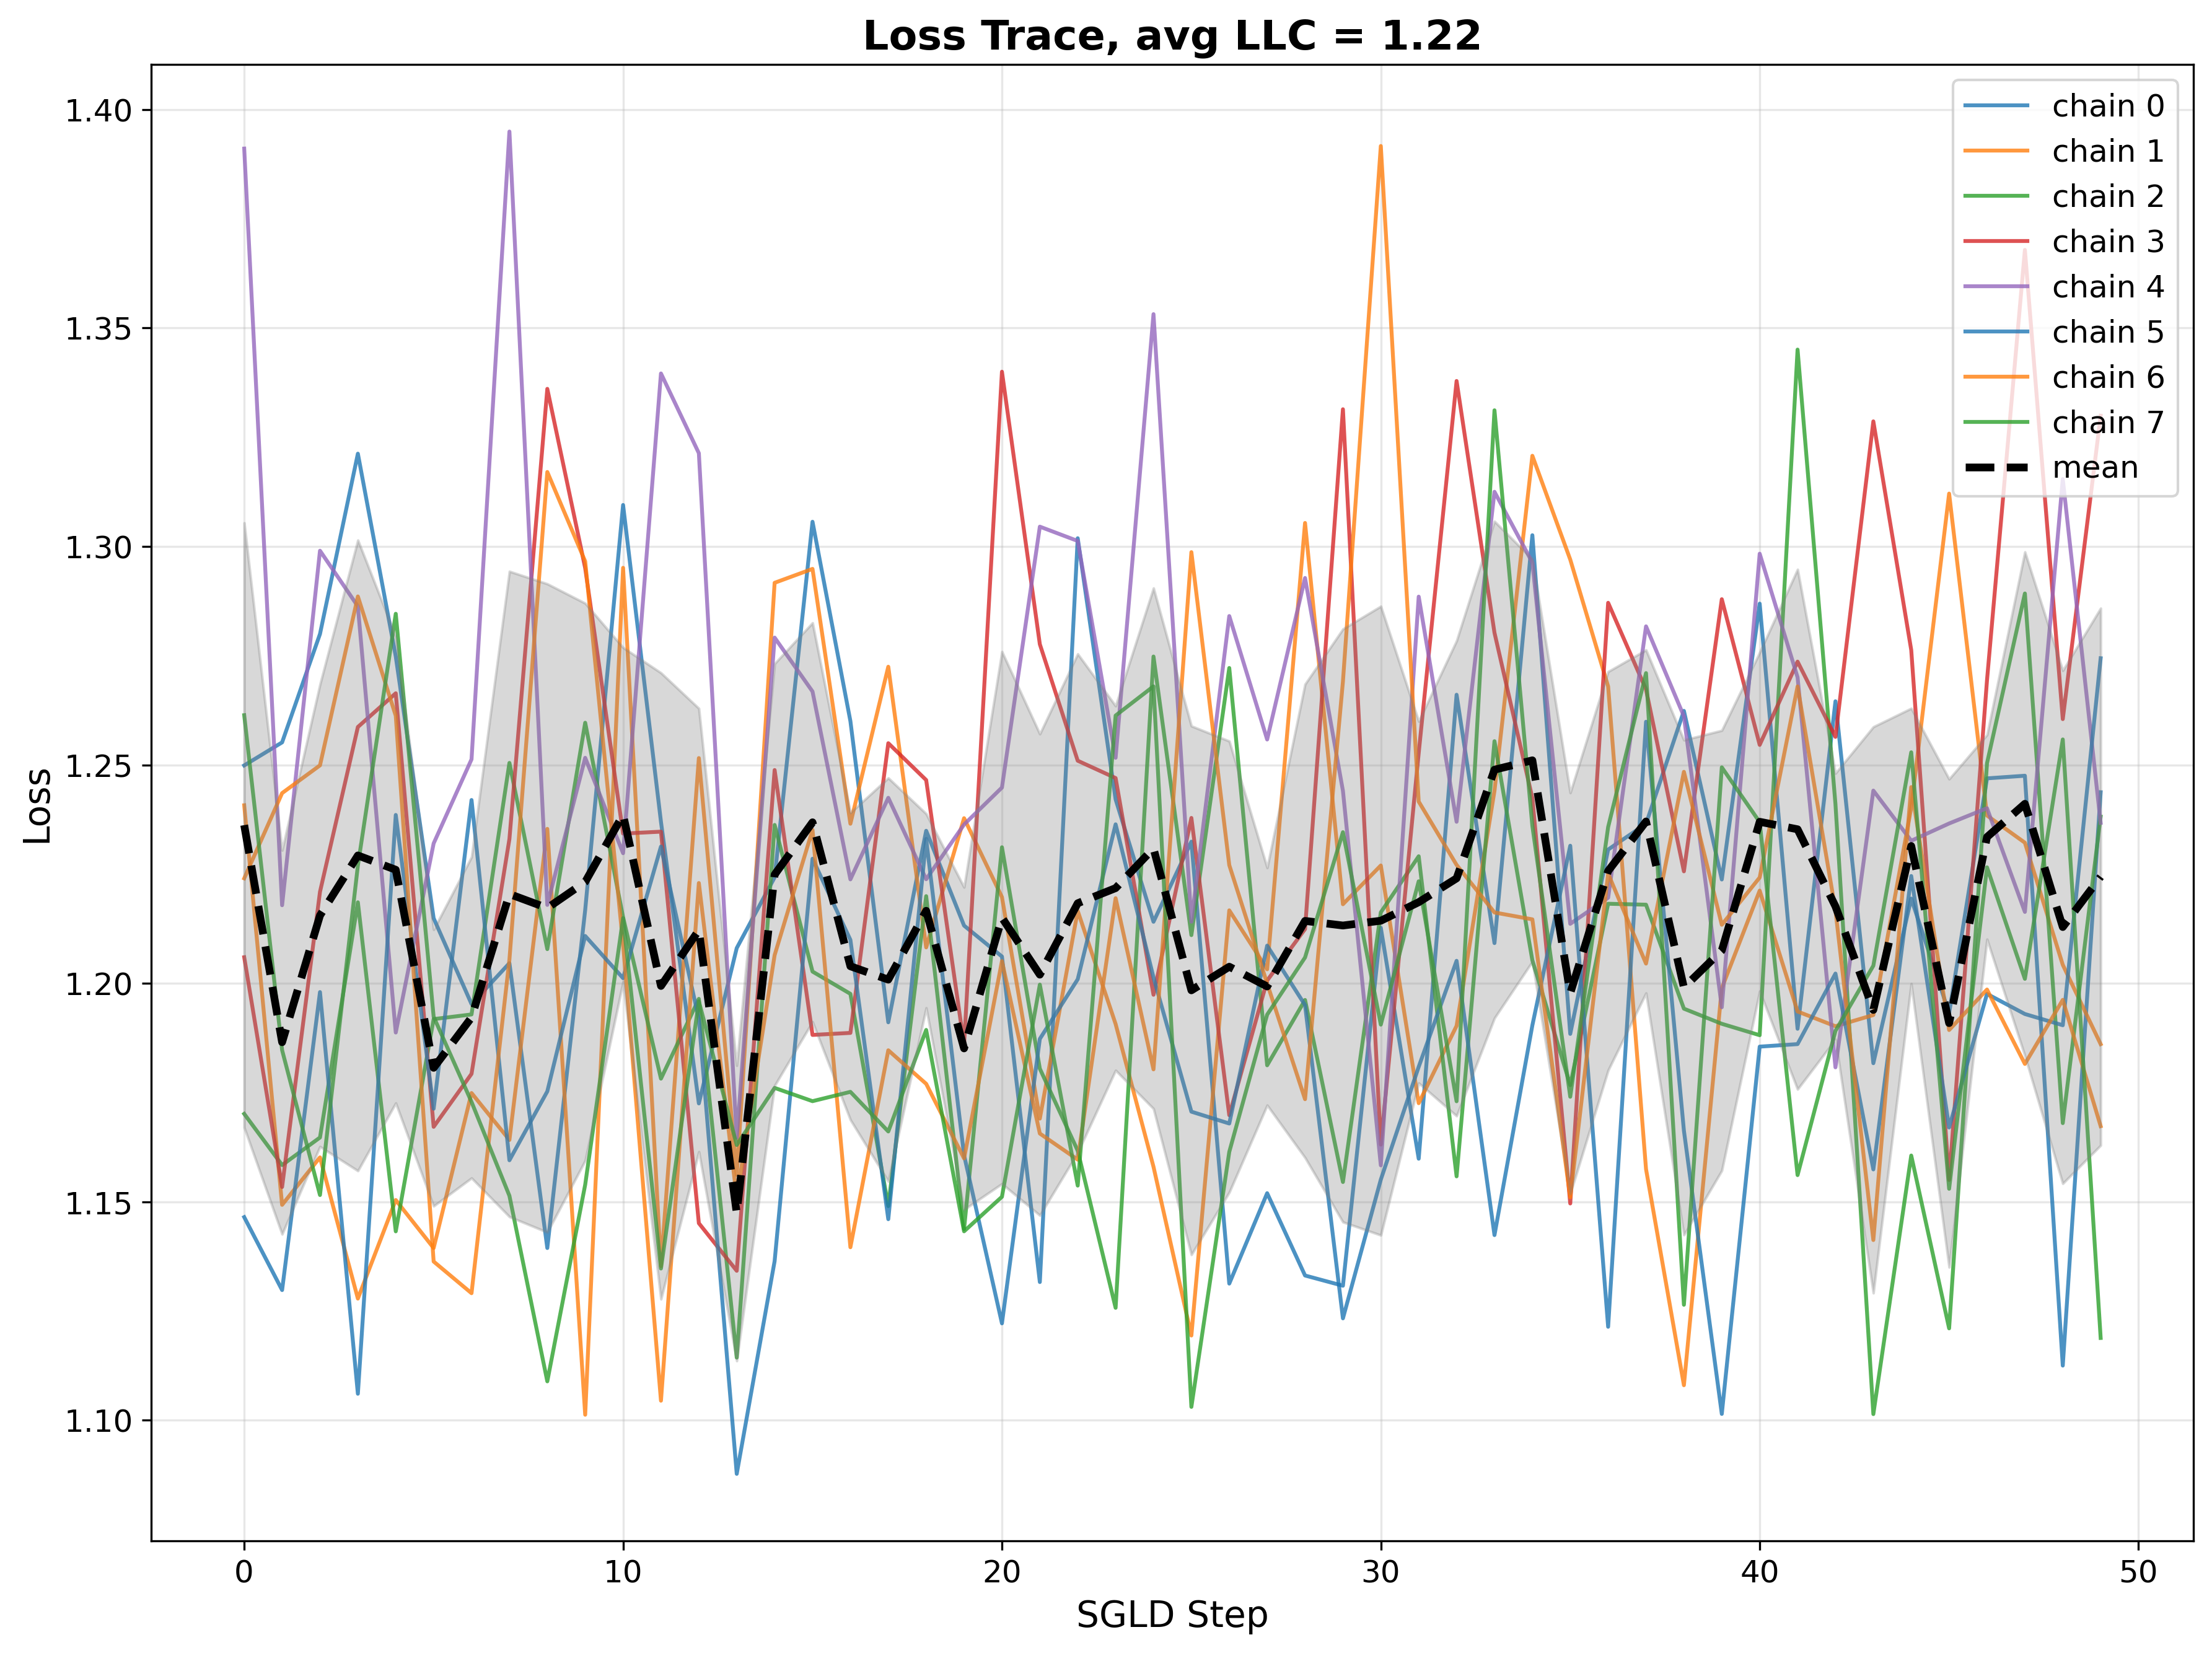 Loss Trace, avg LLC = 1.22
1.40
1.35
1.30
1.25
1.20
1.15
1.10
Loss
0
10
20
30
40
50
SGLD Step
chain 0
chain 1
chain 2
chain 3
chain 4
chain 5
chain 6
chain 7
mean